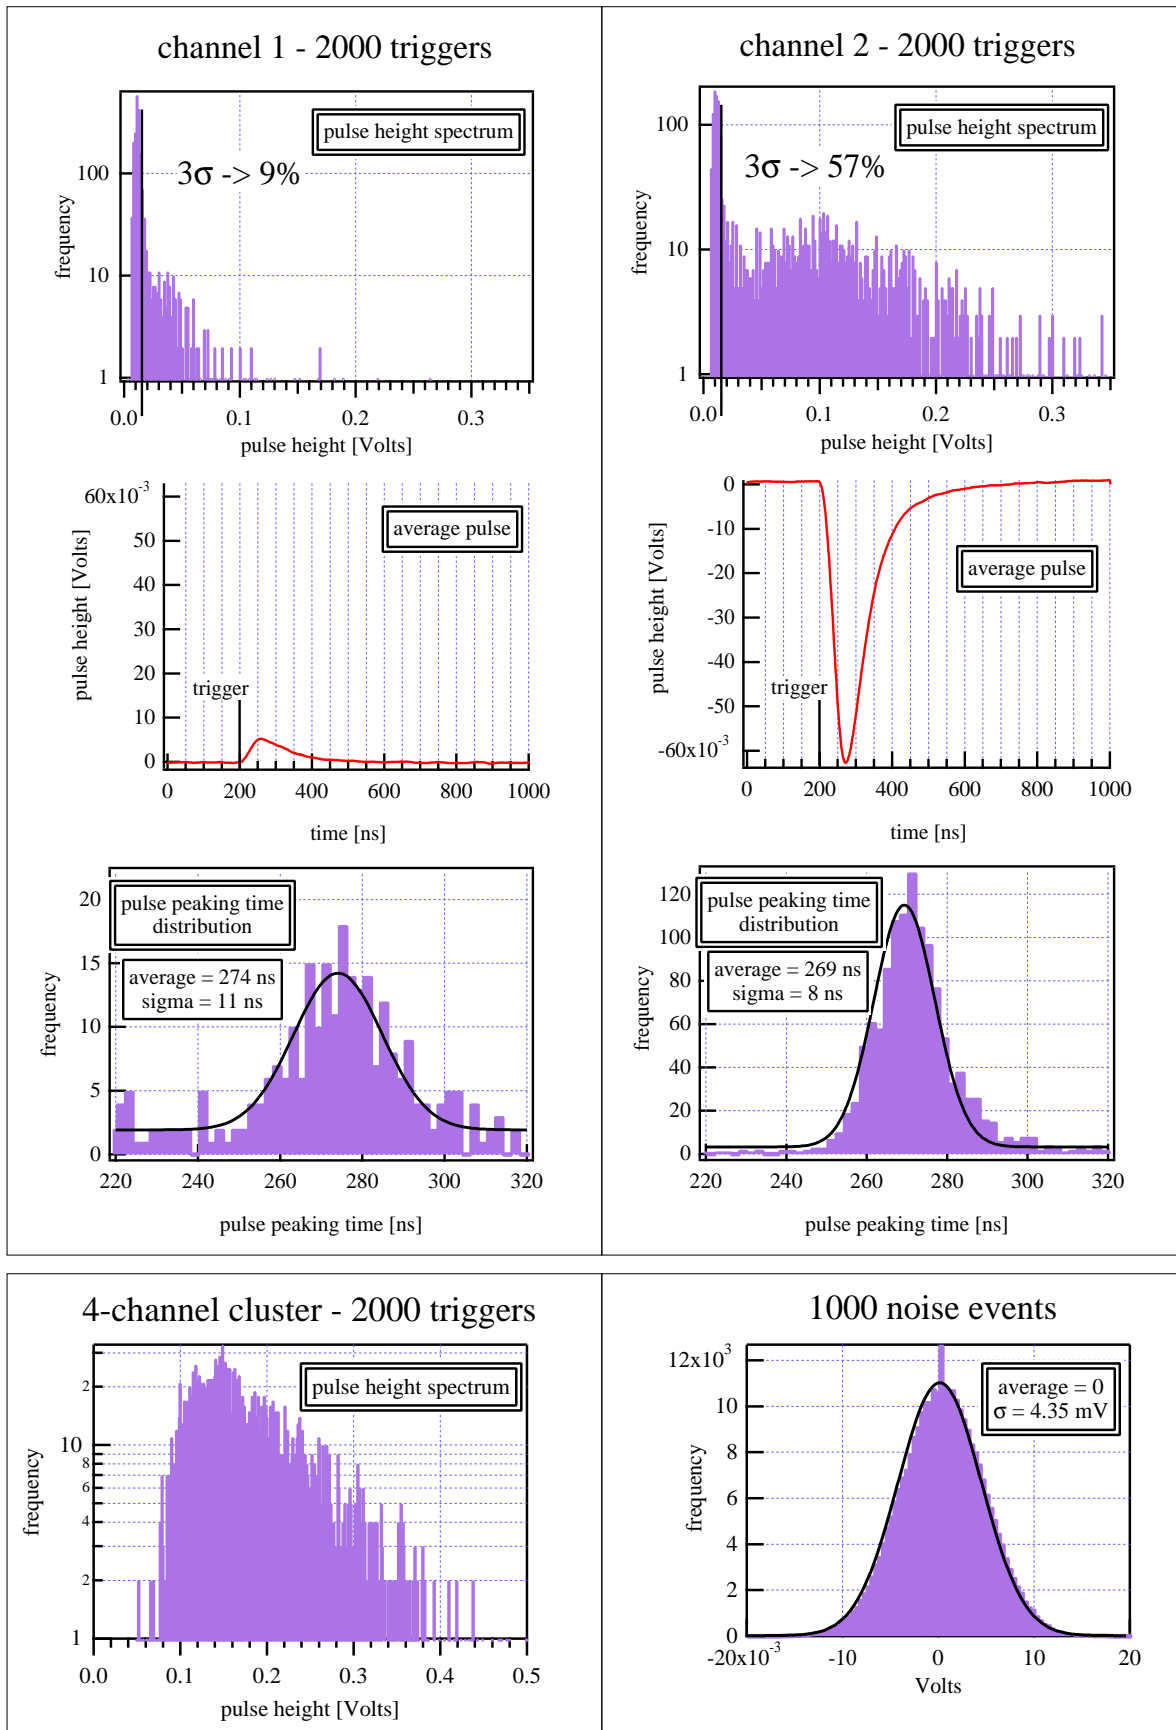 channel 1 - 2000 triggers
pulse height spectrum
3σ -> 9%
frequency
100
10
1
0.0 0.1 0.2 0.3
pulse height [Volts]
60x10⁻³
50
40
30
20
10
0
pulse height [Volts]
average pulse
trigger
0 200 400 600 800 1000
time [ns]
20
15
10
5
0
frequency
pulse peaking time
distribution
average = 274 ns
sigma = 11 ns
220 240 260 280 300 320
pulse peaking time [ns]
channel 2 - 2000 triggers
pulse height spectrum
3σ -> 57%
frequency
100
10
1
0.0 0.1 0.2 0.3
pulse height [Volts]
0
-10
-20
-30
-40
-50
-60x10⁻³
pulse height [Volts]
average pulse
trigger
0 200 400 600 800 1000
time [ns]
120
100
80
60
40
20
0
frequency
pulse peaking time
distribution
average = 269 ns
sigma = 8 ns
220 240 260 280 300 320
pulse peaking time [ns]
4-channel cluster - 2000 triggers
pulse height spectrum
frequency
2
10
8
6
4
2
1
0.0 0.1 0.2 0.3 0.4 0.5
pulse height [Volts]
1000 noise events
12x10³
10
8
6
4
2
0
frequency
average = 0
σ = 4.35 mV
-20x10⁻³ -10 0 10 20
Volts